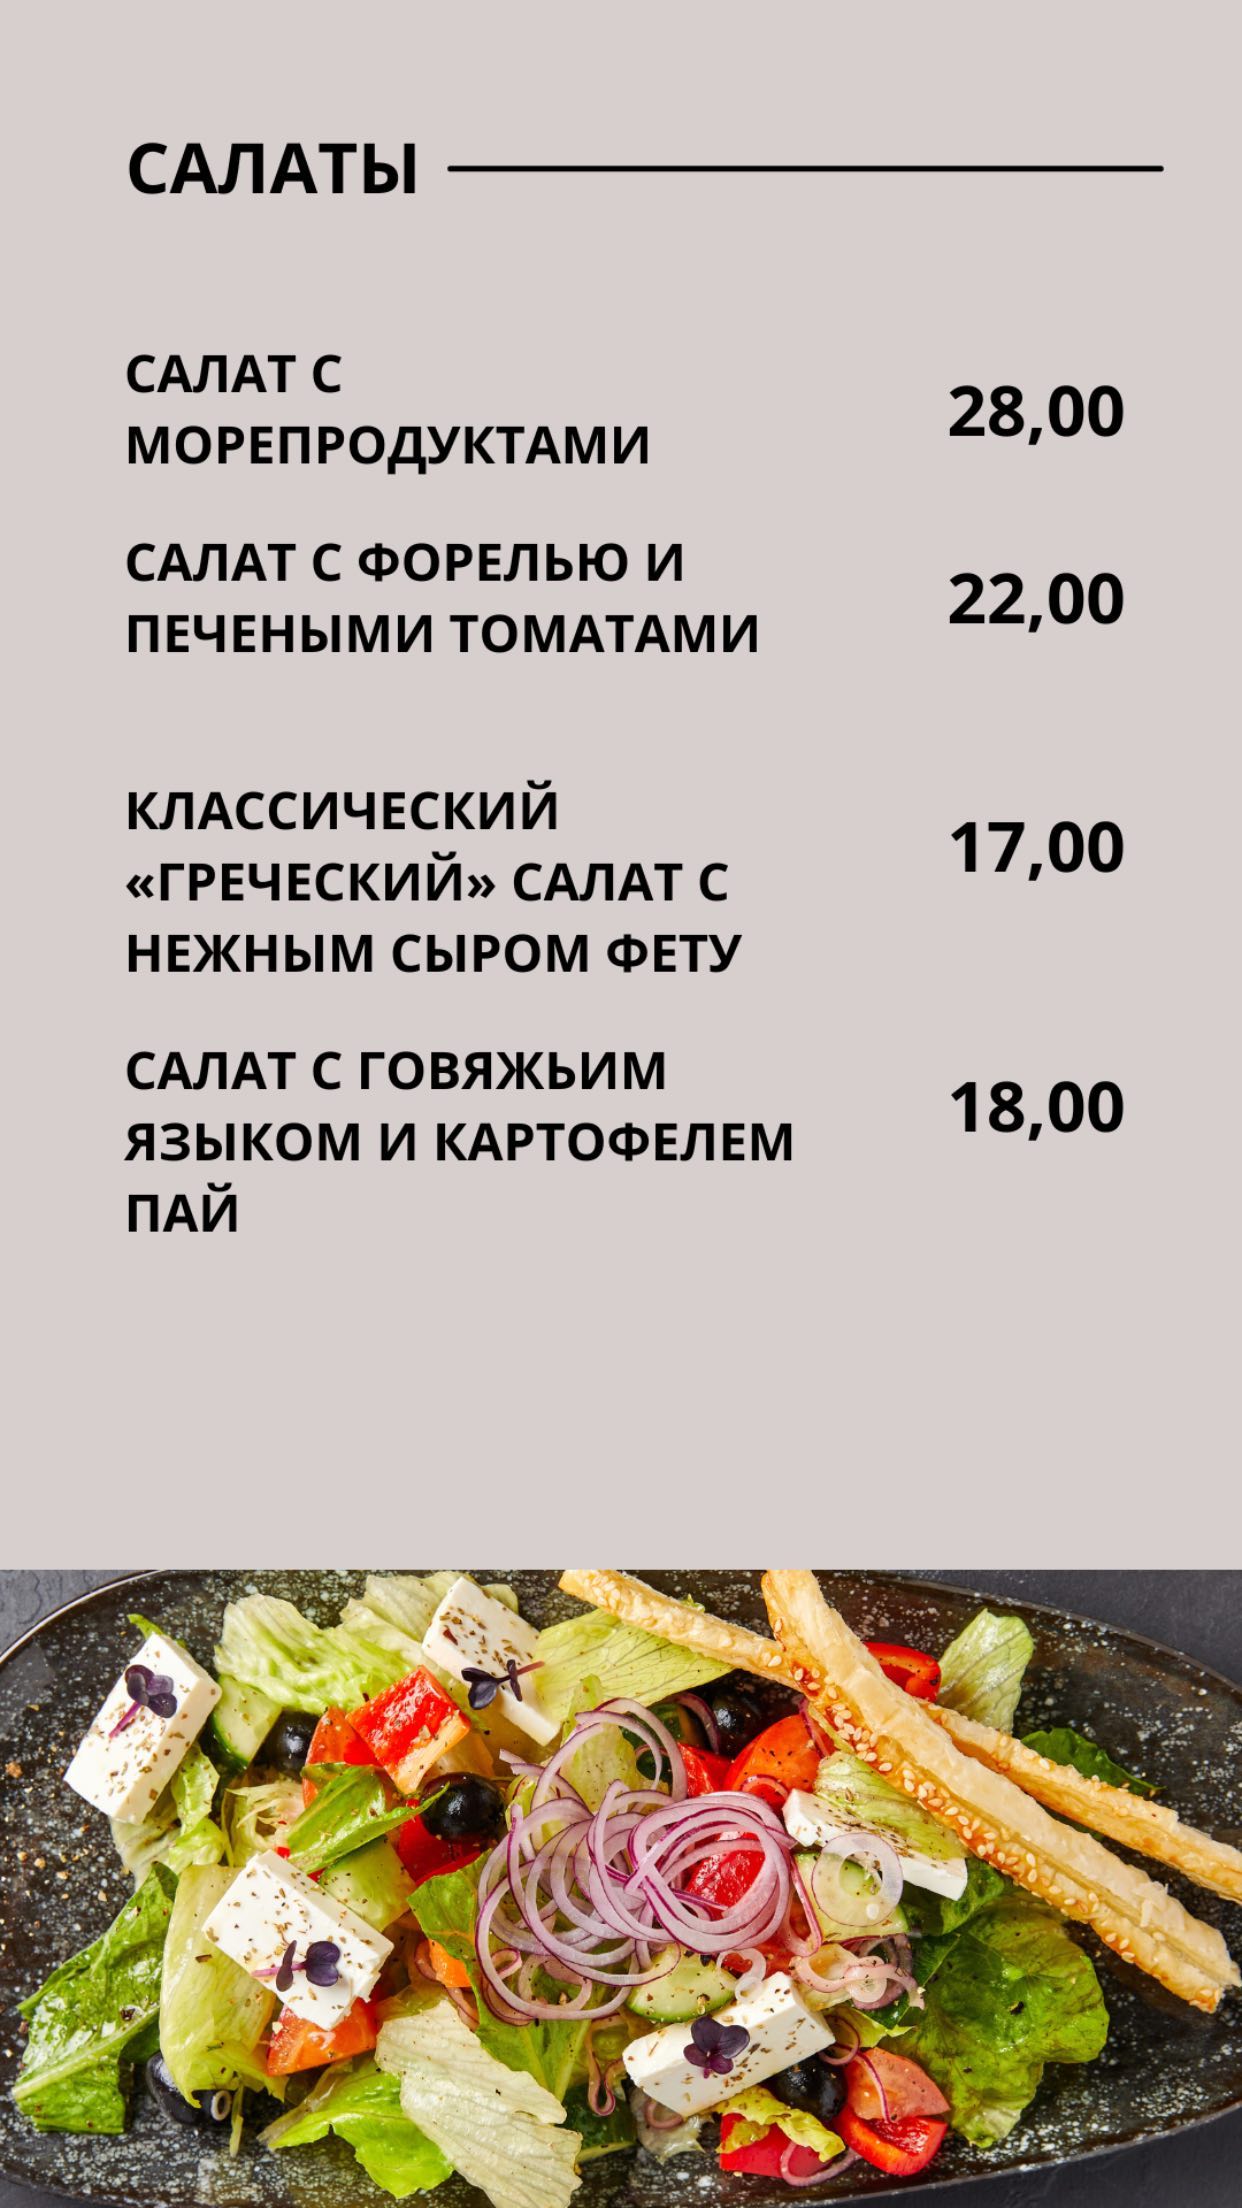 САЛАТЫ
САЛАТ С
МОРЕПРОДУКТАМИ
28,00
САЛАТ С ФОРЕЛЬЮ И
ПЕЧЕНЫМИ ТОМАТАМИ
22,00
КЛАССИЧЕСКИЙ
«ГРЕЧЕСКИЙ» САЛАТ С
НЕЖНЫМ СЫРОМ ФЕТУ
17,00
САЛАТ С ГОВЯЖЬИМ
ЯЗЫКОМ И КАРТОФЕЛЕМ
ПАЙ
18,00